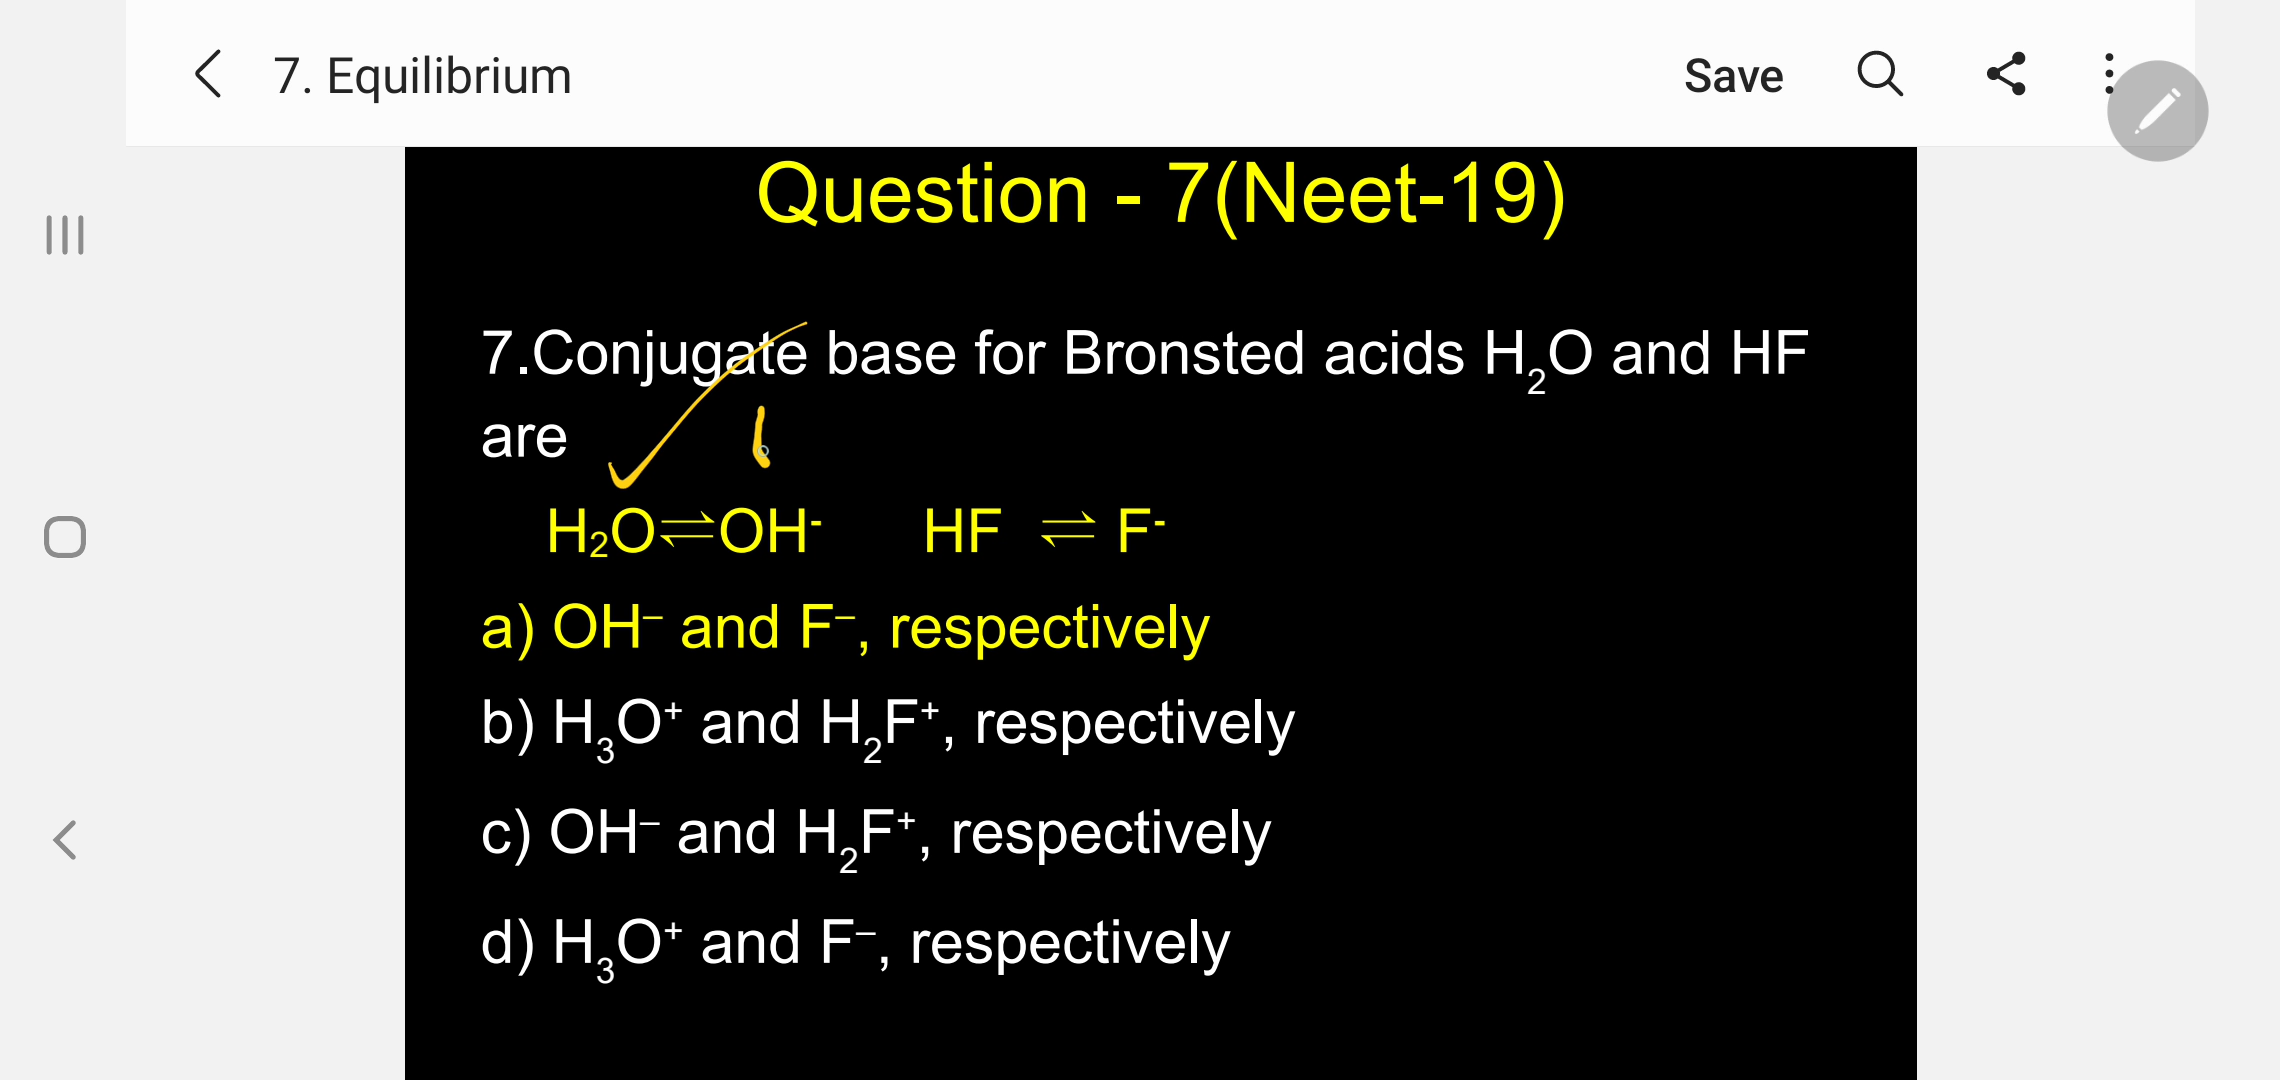 7. Equilibrium
Save
Question - 7(Neet-19)
7.Conjugate base for Bronsted acids H₂O and HF
are
H₂O⇌OH⁻ HF ⇌ F⁻
a) OH⁻ and F⁻, respectively
b) H₃O⁺ and H₂F⁺, respectively
c) OH⁻ and H₂F⁺, respectively
d) H₃O⁺ and F⁻, respectively